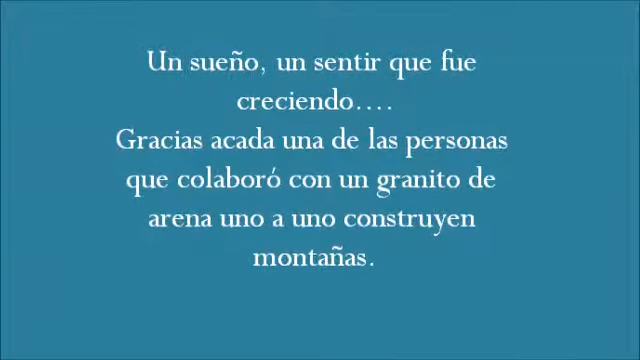 Un sueño, un sentir que fue
creciendo....
Gracias acada una de las personas
que colaboró con un granito de
arena uno a uno construyen
montañas.